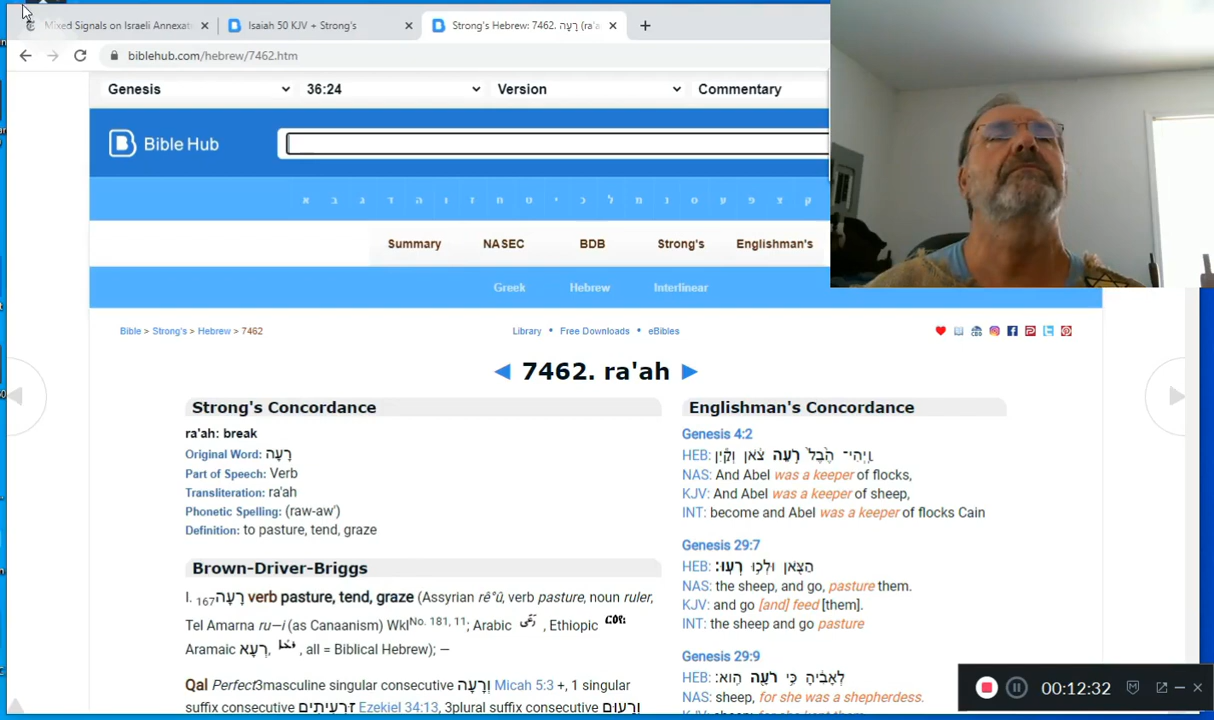 Mixed Signals on Israeli Annexat
Isaiah 50 KJV + Strong's
Strong's Hebrew: 7462. רָעָה (ra'a
biblehub.com/hebrew/7462.htm
Genesis
36:24
Version
Commentary
Bible Hub
א ב ג ד ה ו ז ח ט י כ ל מ נ ס ע פ צ ק
Summary
NASEC
BDB
Strong's
Englishman's
Greek
Hebrew
Interlinear
Bible > Strong's > Hebrew > 7462
Library • Free Downloads • eBibles
7462. ra'ah
Strong's Concordance
ra'ah: break
Original Word: רָעָה
Part of Speech: Verb
Transliteration: ra'ah
Phonetic Spelling: (raw-aw')
Definition: to pasture, tend, graze
Brown-Driver-Briggs
I. 167 רָעָה verb pasture, tend, graze (Assyrian rê°û, verb pasture, noun ruler,
Tel Amarna ru—i (as Canaanism) Wkl No. 181, 11; Arabic , Ethiopic
Aramaic רְעָא, , all = Biblical Hebrew); —
Qal Perfect3masculine singular consecutive וְרָעָה Micah 5:3 +, 1 singular
suffix consecutive Ezekiel 34:13, 3plural suffix consecutive וְרָעוּם
Englishman's Concordance
Genesis 4:2
HEB: וַֽיְהִי־ הֶ֙בֶל֙ רֹ֣עֵה צֹ֔אן וְקַ֕יִן
NAS: And Abel was a keeper of flocks,
KJV: And Abel was a keeper of sheep,
INT: become and Abel was a keeper of flocks Cain
Genesis 29:7
HEB: הַצֹּ֖אן וּלְכ֥וּ רְעֽוּ׃
NAS: the sheep, and go, pasture them.
KJV: and go [and] feed [them].
INT: the sheep and go pasture
Genesis 29:9
HEB: לְאָבִ֔יהָ כִּ֥י רֹעָ֖ה הִֽוא׃
NAS: sheep, for she was a shepherdess.
00:12:32